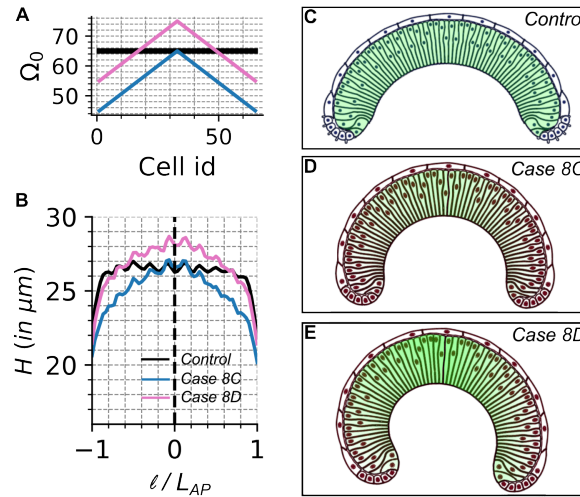 A
70
60
50
Ω0
0
50
Cell id
B
30
25
20
H (in μm)
Control
Case 8C
Case 8D
−1
0
1
ℓ / LAP
C
Control
D
Case 8C
E
Case 8D